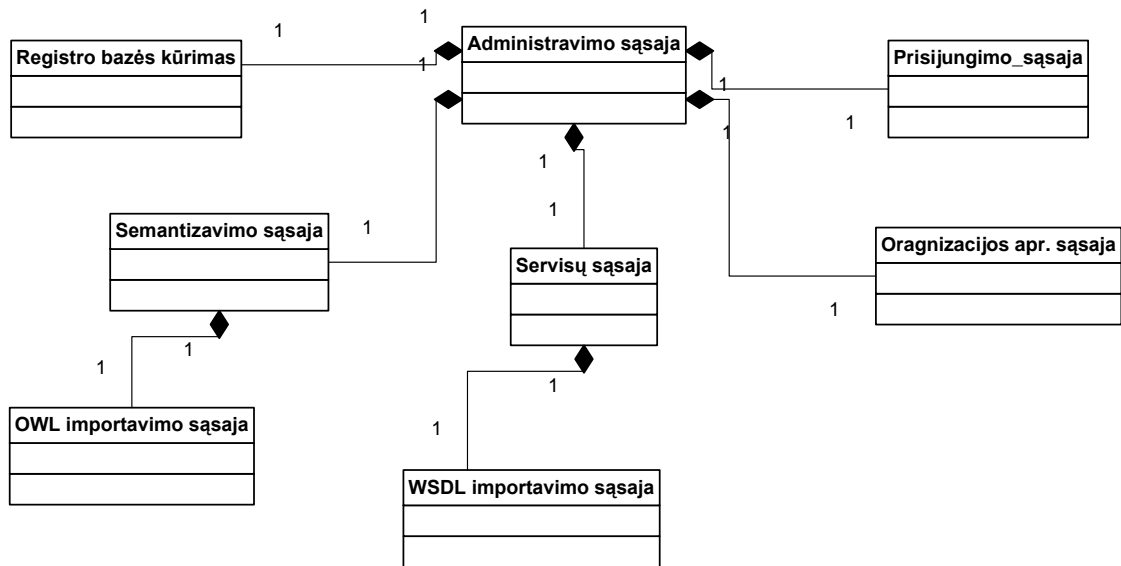 1
1
Registro bazės kūrimas
Administravimo sąsaja
Prisijungimo_sąsaja
1
1
1
1
1
1
1
Semantizavimo sąsaja
Servisų sąsaja
Oragnizacijos apr. sąsaja
1
1
1
1
1
OWL importavimo sąsaja
1
WSDL importavimo sąsaja